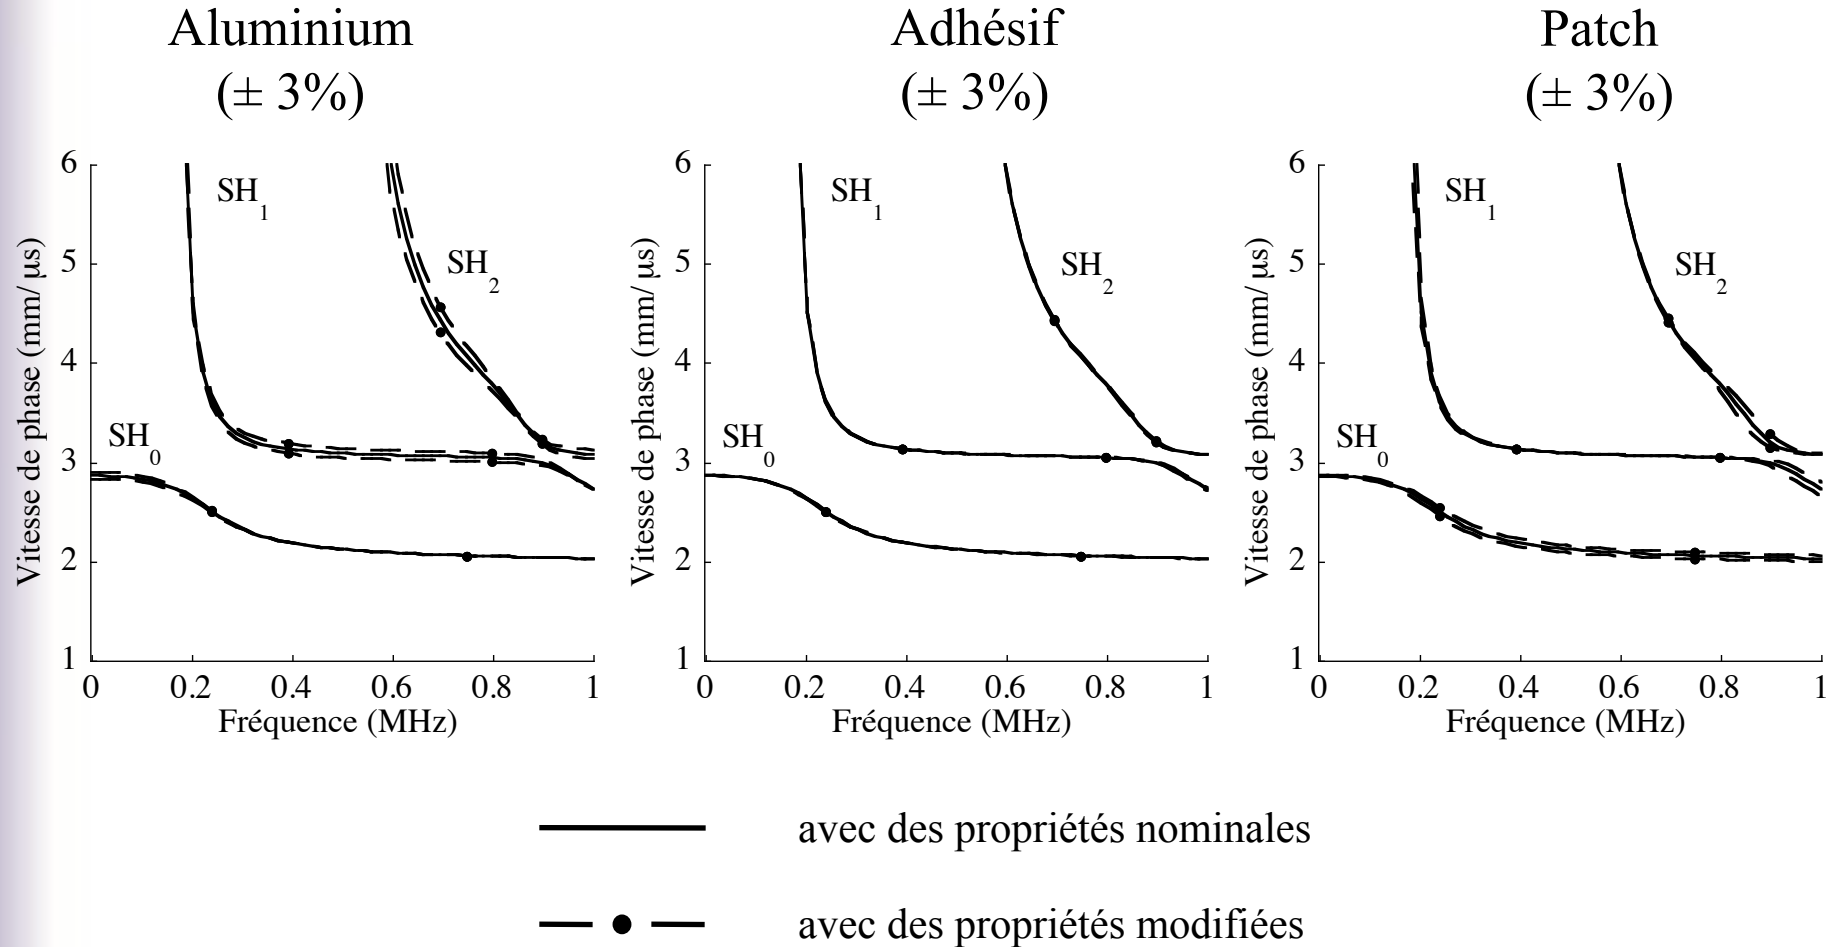 Aluminium
(± 3%)
Adhésif
(± 3%)
Patch
(± 3%)
Vitesse de phase (mm/ µs)
6
5
4
3
2
1
SH1
SH2
SH0
0 0.2 0.4 0.6 0.8 1
Fréquence (MHz)
Vitesse de phase (mm/ µs)
6
5
4
3
2
1
SH1
SH2
SH0
0 0.2 0.4 0.6 0.8 1
Fréquence (MHz)
Vitesse de phase (mm/ µs)
6
5
4
3
2
1
SH1
SH2
SH0
0 0.2 0.4 0.6 0.8 1
Fréquence (MHz)
avec des propriétés nominales
avec des propriétés modifiées